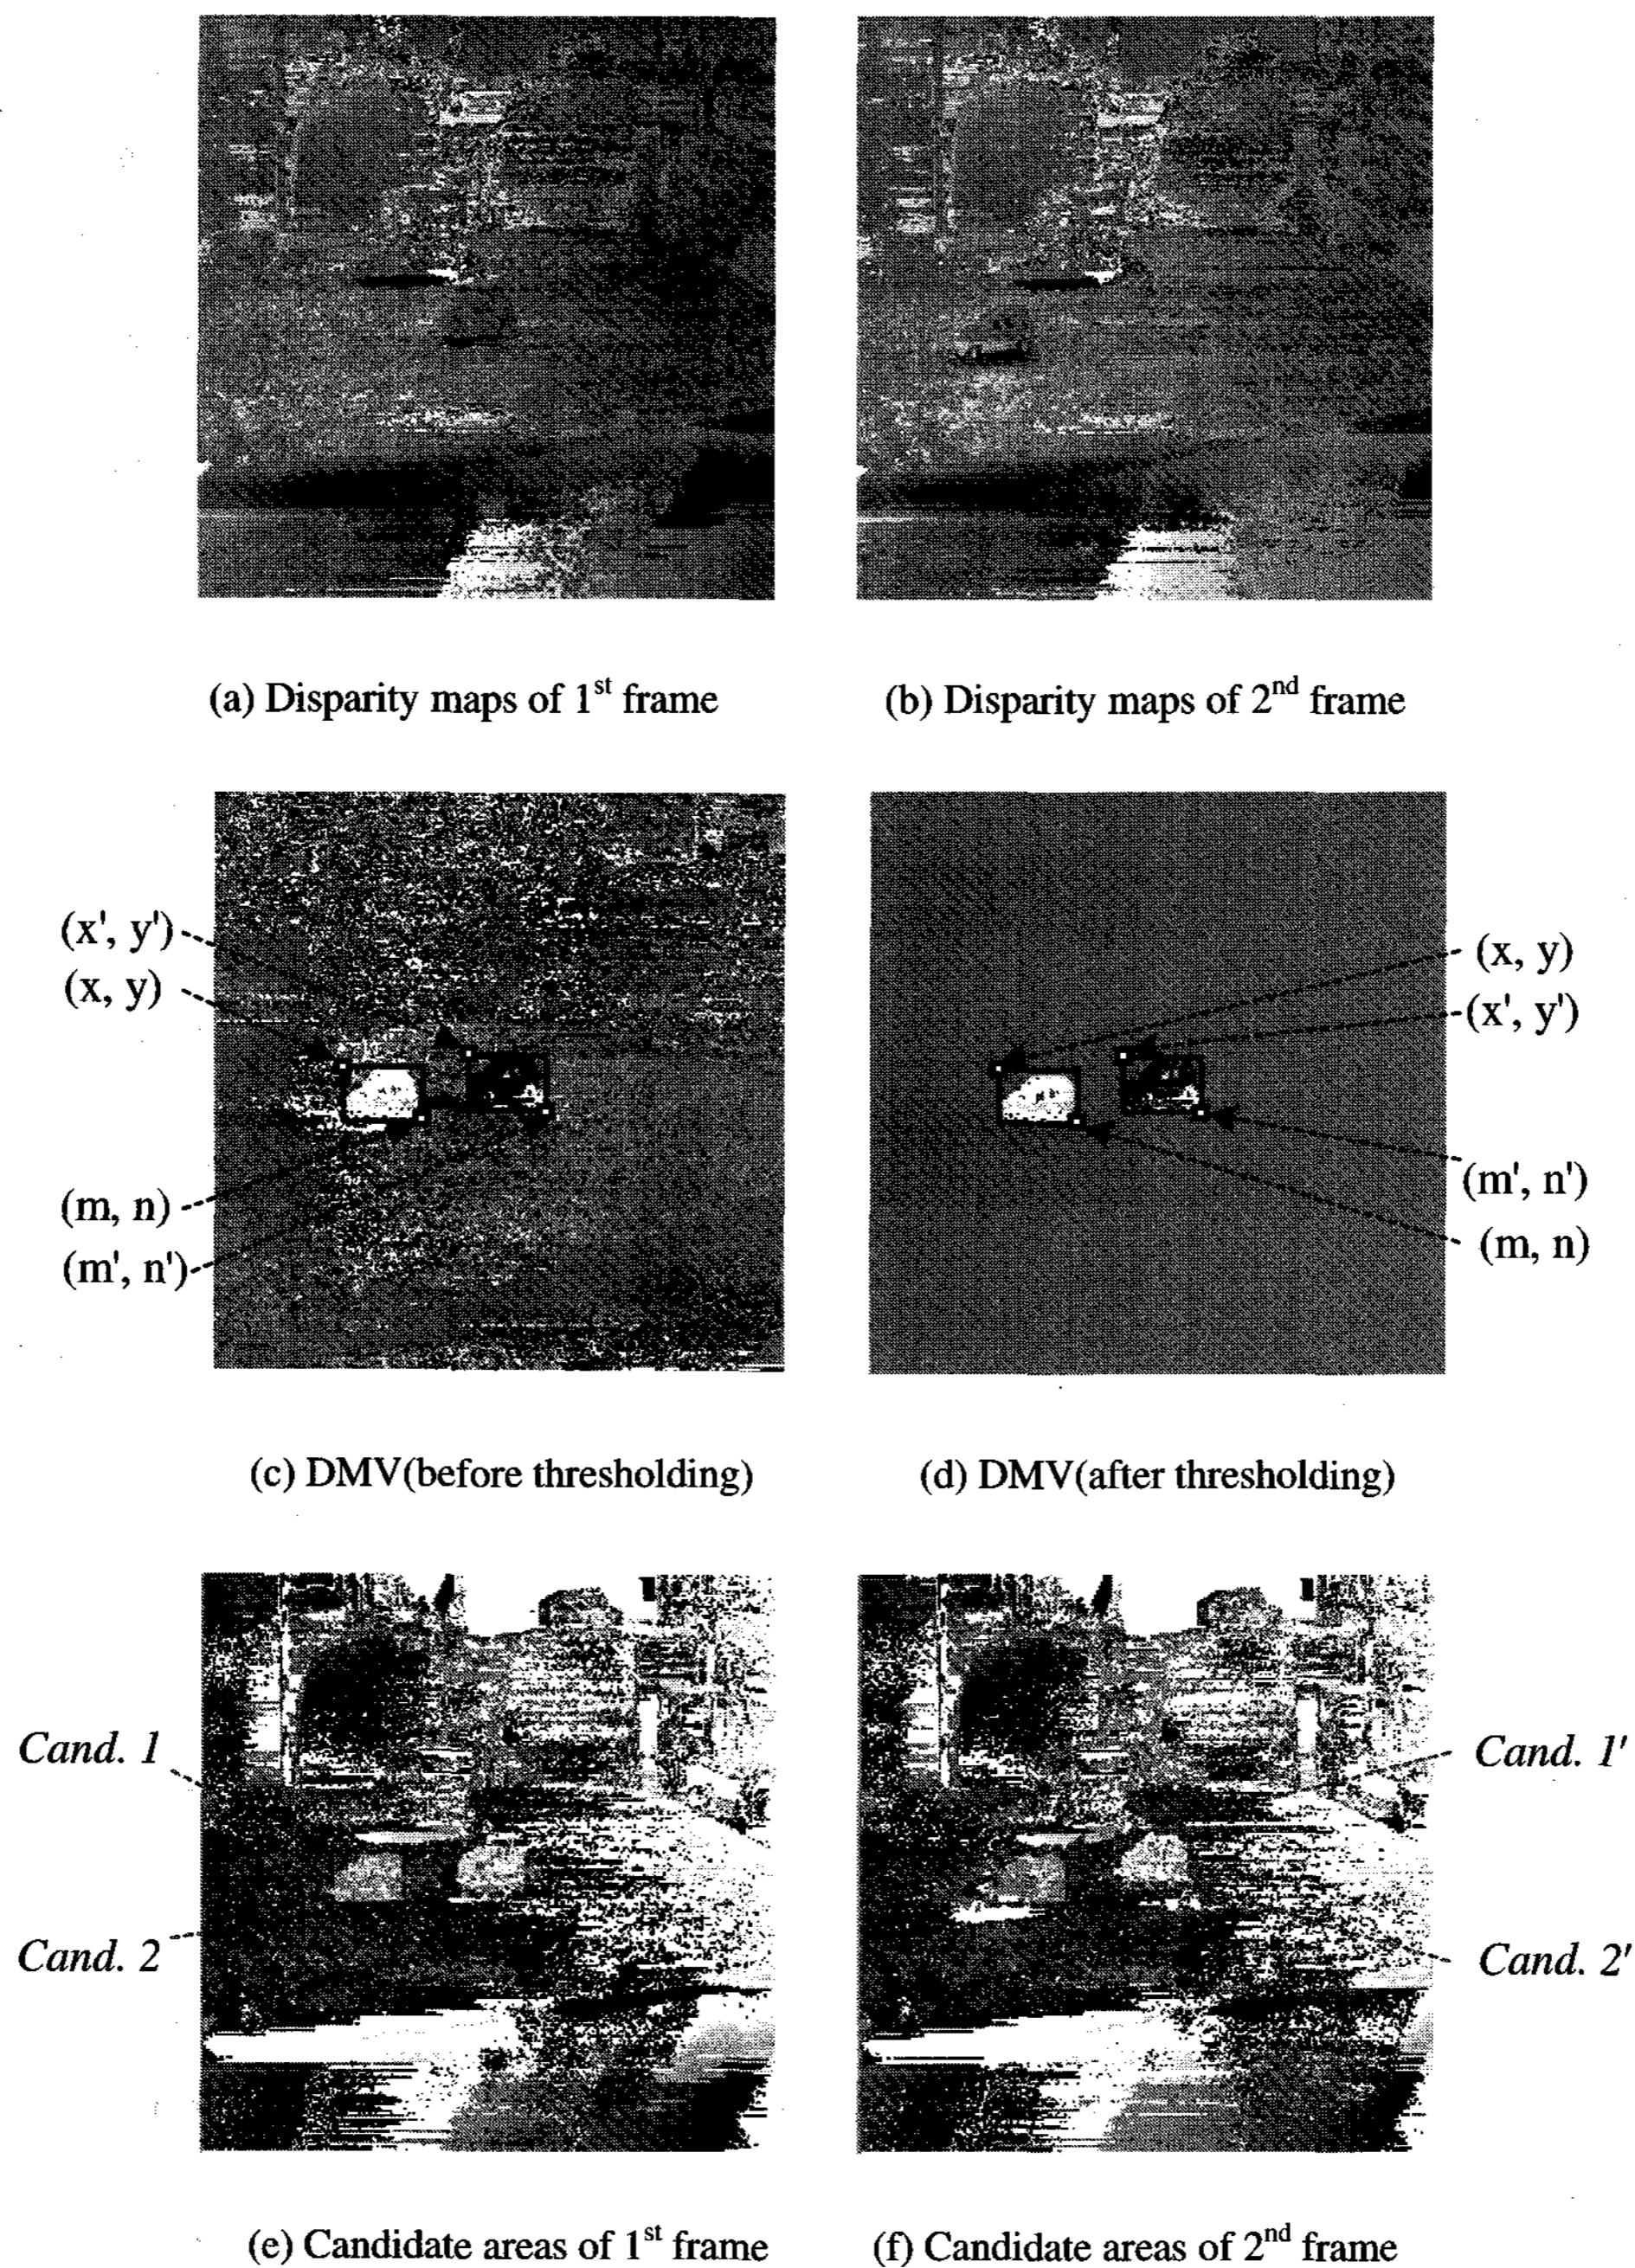 (a) Disparity maps of 1st frame
(b) Disparity maps of 2nd frame
(x', y')
(x, y)
(m, n)
(m', n')
(x, y)
(x', y')
(m', n')
(m, n)
(c) DMV(before thresholding)
(d) DMV(after thresholding)
Cand. 1
Cand. 2
Cand. 1'
Cand. 2'
(e) Candidate areas of 1st frame
(f) Candidate areas of 2nd frame